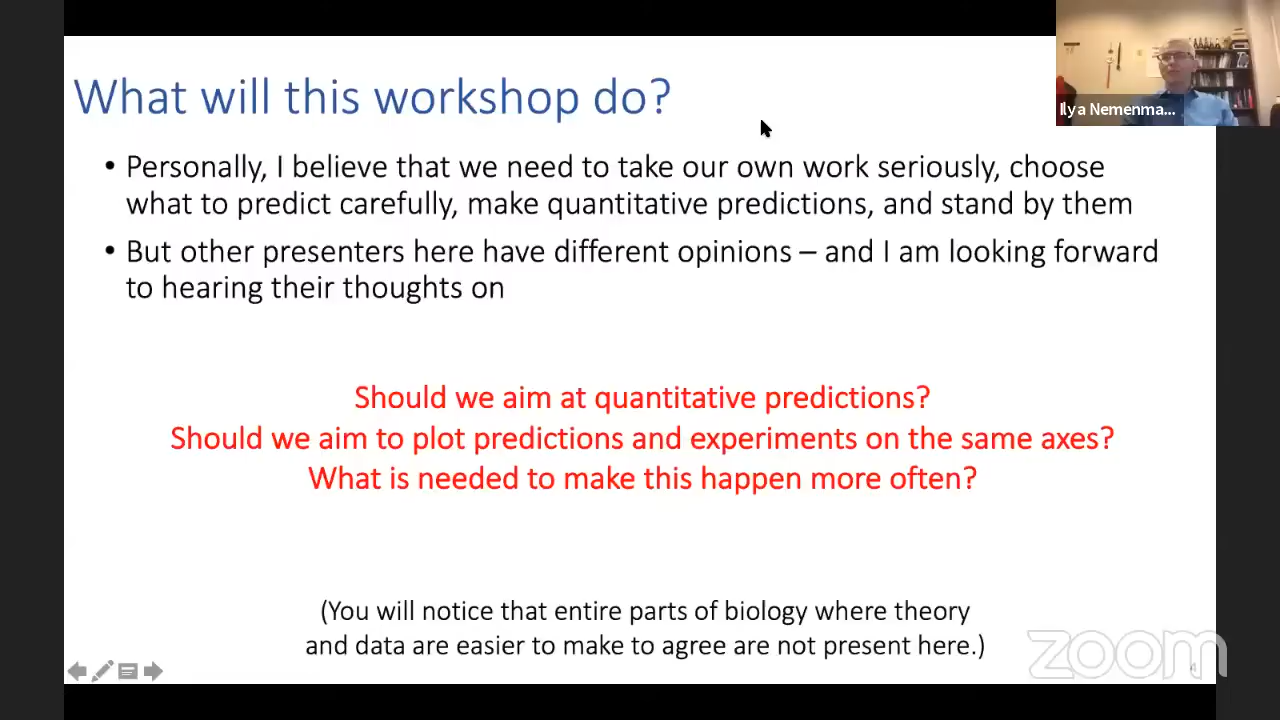 What will this workshop do?
Ilya Nemenma...
• Personally, I believe that we need to take our own work seriously, choose
what to predict carefully, make quantitative predictions, and stand by them
• But other presenters here have different opinions – and I am looking forward
to hearing their thoughts on
Should we aim at quantitative predictions?
Should we aim to plot predictions and experiments on the same axes?
What is needed to make this happen more often?
(You will notice that entire parts of biology where theory
and data are easier to make to agree are not present here.)
zoom